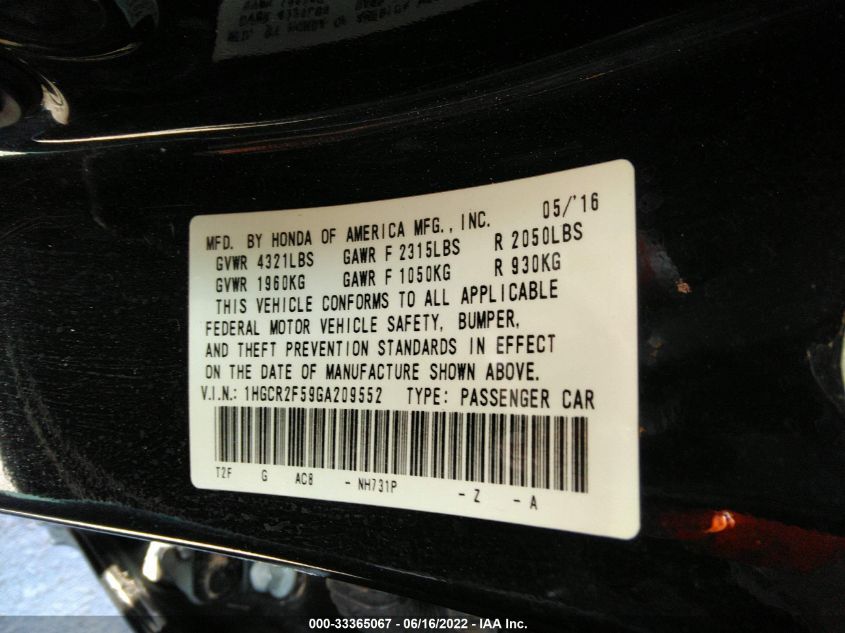 MFD. BY HONDA OF AMERICA MFG., INC. 05/'16
GVWR 4321LBS GAWR F 2315LBS R 2050LBS
GVWR 1960KG GAWR F 1050KG R 930KG
THIS VEHICLE CONFORMS TO ALL APPLICABLE
FEDERAL MOTOR VEHICLE SAFETY, BUMPER,
AND THEFT PREVENTION STANDARDS IN EFFECT
ON THE DATE OF MANUFACTURE SHOWN ABOVE.
V.I.N.: 1HGCR2F59GA209552 TYPE: PASSENGER CAR
T2F G AC8 - NH731P - Z - A
000-33365067 - 06/16/2022 - IAA Inc.